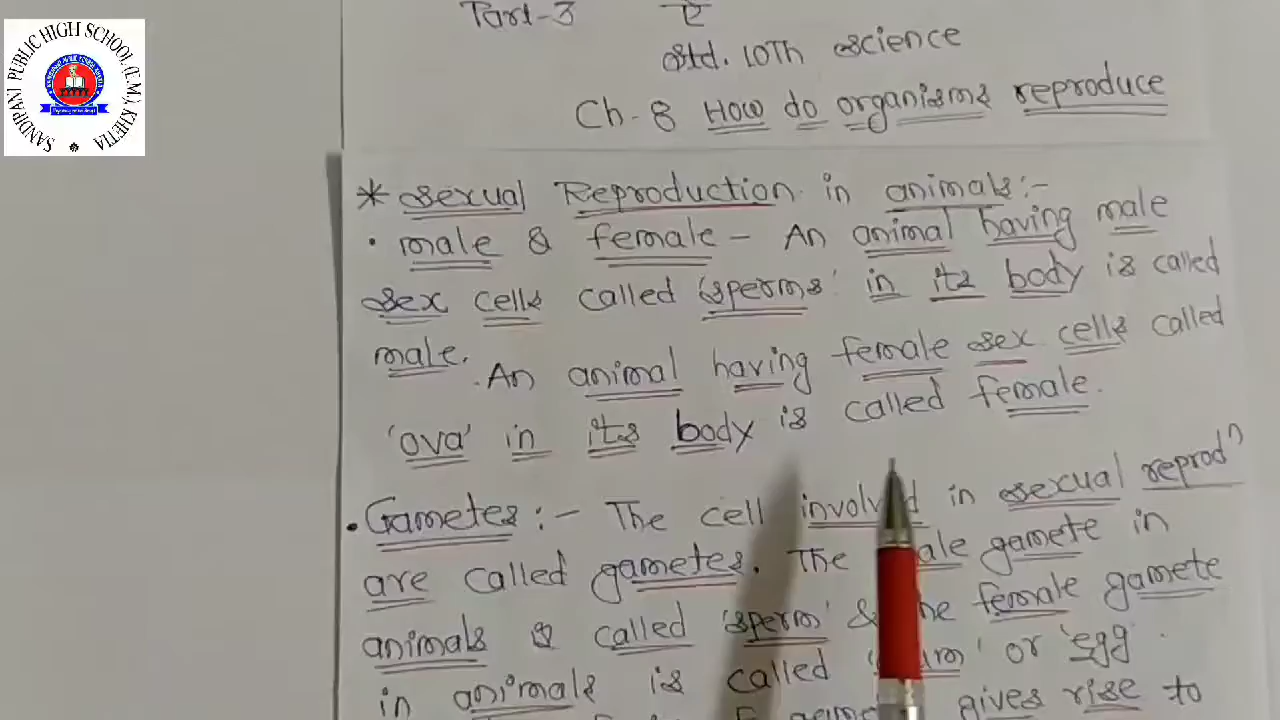 SANDIPANI PUBLIC HIGH SCHOOL (E.M.), KHETIA
Part-3
Std. 10Th Science
Ch-8 How do organisms reproduce
* Sexual Reproduction in animals:-
· male & female - An animal having male
sex cells called 'sperms' in its body is called
male.
.An animal having female sex cells called
'ova' in its body is called female.
· Gametes:- The cell involved in sexual reprodⁿ
are called gametes. The male gamete in
animals is called 'sperm' & the female gamete
in animals is called or 'egg'.
gives rise to